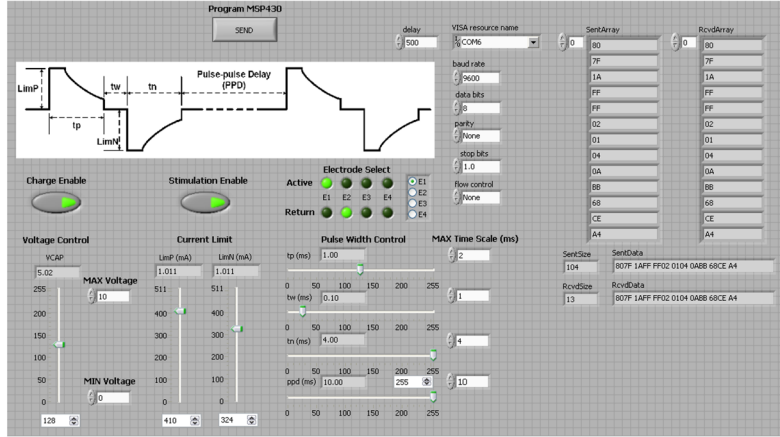 Program MSP430
SEND
delay
500
VISA resource name
COM6
baud rate
9600
data bits
8
parity
None
stop bits
1.0
flow control
None
SentArray
0
80
7F
1A
FF
FF
02
01
04
0A
BB
68
CE
A4
RcvdArray
0
80
7F
1A
FF
FF
02
01
04
0A
BB
68
CE
A4
LimP
tw
tn
Pulse-pulse Delay
(PPD)
tp
LimN
Charge Enable
Stimulation Enable
Electrode Select
Active
E1 E2 E3 E4
Return
E1
E2
E3
E4
Voltage Control
VCAP
5.02
255
200
150
100
50
0
128
MAX Voltage
10
MIN Voltage
0
Current Limit
LimP (mA)
1.011
511
400
300
200
100
0
410
LimN (mA)
1.011
511
400
300
200
100
0
324
Pulse Width Control
MAX Time Scale (ms)
tp (ms) 1.00
2
0 50 100 150 200 255
tw (ms) 0.10
1
0 50 100 150 200 255
tn (ms) 4.00
4
0 50 100 150 200 255
ppd (ms) 10.00 255
10
0 50 100 150 200 255
SentSize
104
SentData
807F 1AFF FF02 0104 0ABB 68CE A4
RcvdSize
13
RcvdData
807F 1AFF FF02 0104 0ABB 68CE A4